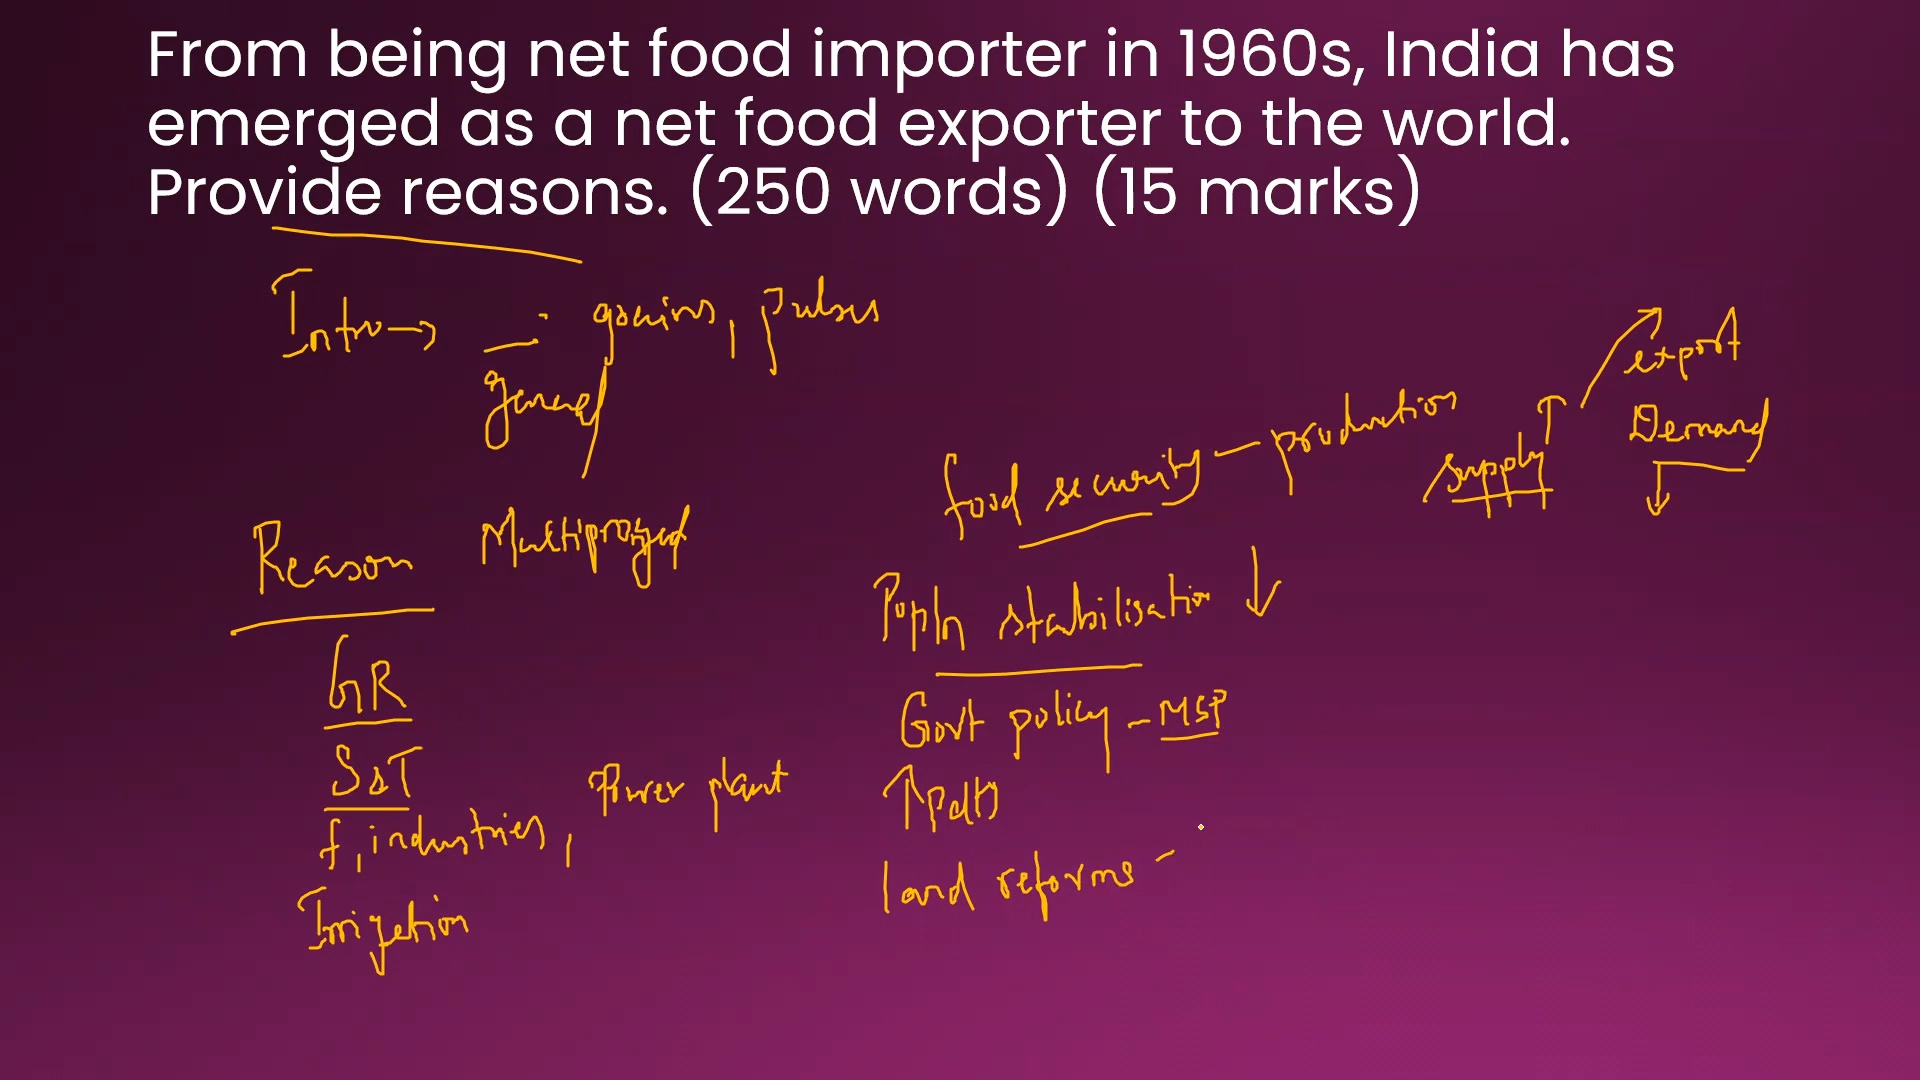 From being net food importer in 1960s, India has
emerged as a net food exporter to the world.
Provide reasons. (250 words) (15 marks)
Intro → grains, pulses
general
Reason Multipronged
GR
S&T
f, industries, Power plant
Irrigation
food security — production
supply ↑ export
Demand ↓
Popln stabilisation ↓
Govt policy - MSP
↑ Pdts
land reforms -